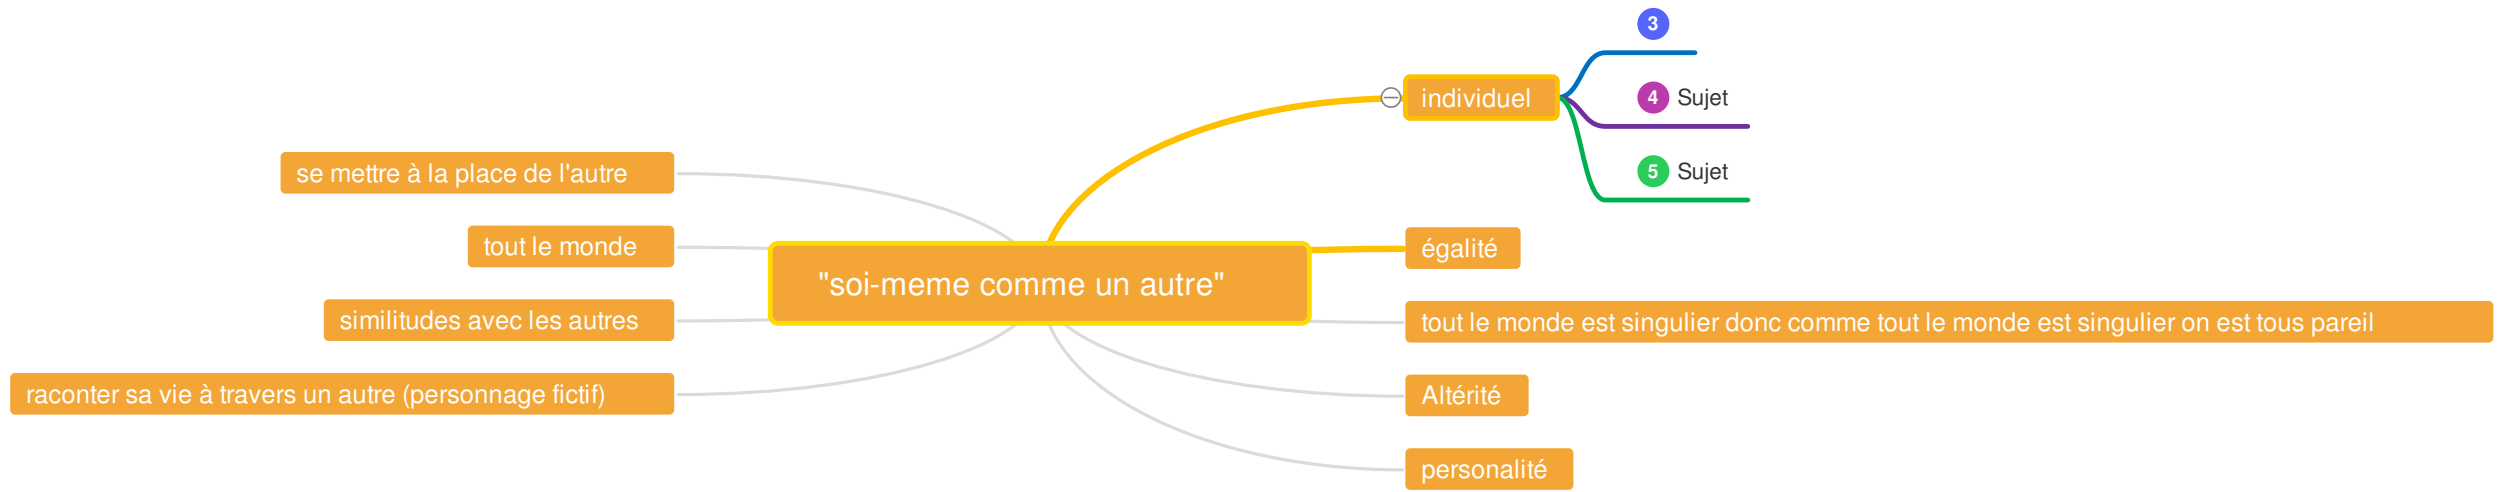 3
individuel
4 Sujet
5 Sujet
se mettre à la place de l'autre
tout le monde
similitudes avec les autres
raconter sa vie à travers un autre (personnage fictif)
"soi-meme comme un autre"
égalité
tout le monde est singulier donc comme tout le monde est singulier on est tous pareil
Altérité
personalité